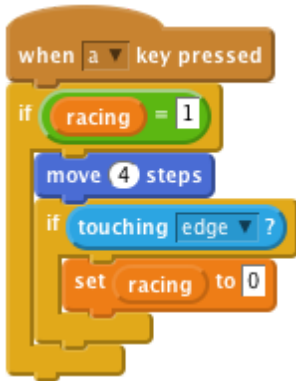 when a key pressed
if racing = 1
move 4 steps
if touching edge ?
set racing to 0